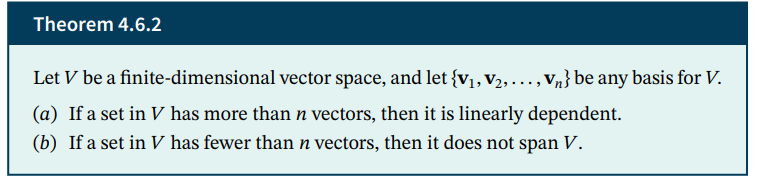 Theorem 4.6.2
Let V be a finite-dimensional vector space, and let {v₁, v₂, . . . , vₙ} be any basis for V.
(a) If a set in V has more than n vectors, then it is linearly dependent.
(b) If a set in V has fewer than n vectors, then it does not span V.